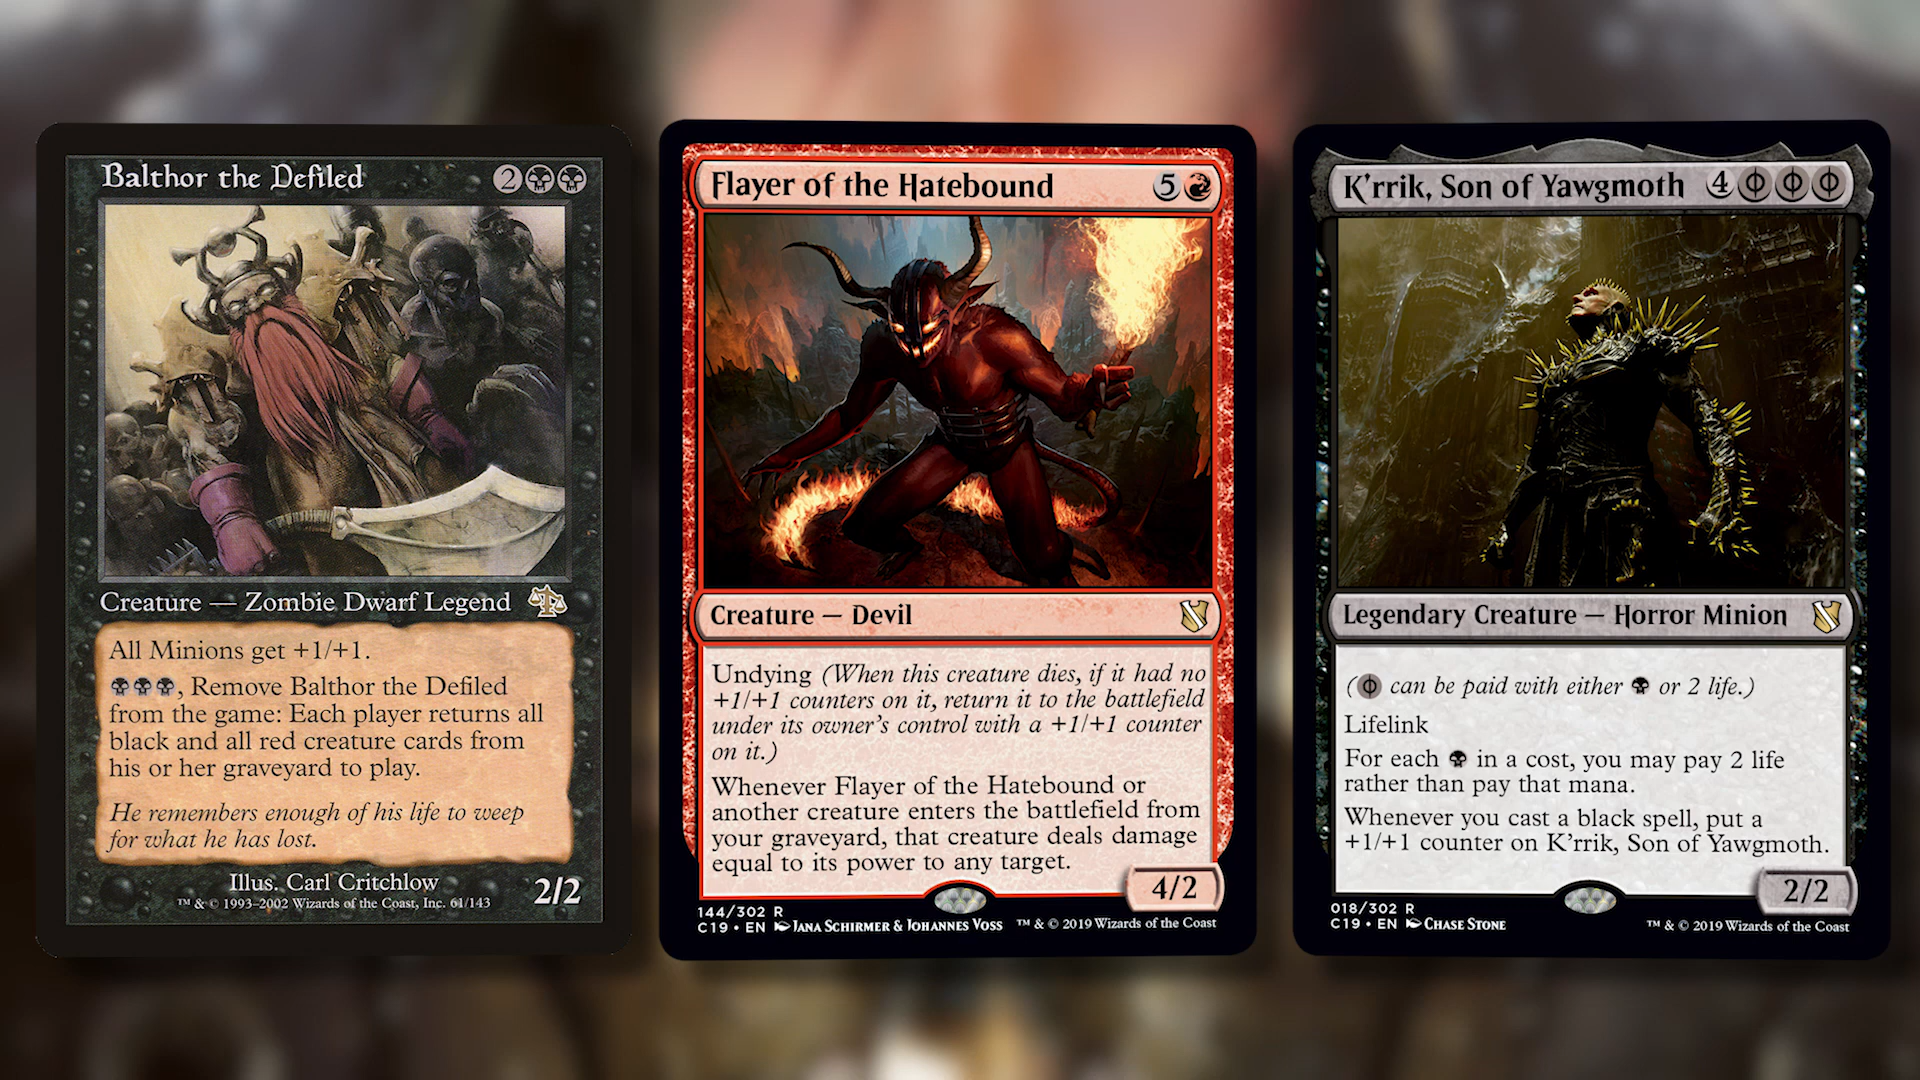 Balthor the Defiled 2
Creature — Zombie Dwarf Legend
All Minions get +1/+1.
, Remove Balthor the Defiled
from the game: Each player returns all
black and all red creature cards from
his or her graveyard to play.
He remembers enough of his life to weep
for what he has lost.
Illus. Carl Critchlow
™ & © 1993–2002 Wizards of the Coast, Inc. 61/143
2/2
Flayer of the Hatebound 5
Creature — Devil
Undying (When this creature dies, if it had no
+1/+1 counters on it, return it to the battlefield
under its owner's control with a +1/+1 counter
on it.)
Whenever Flayer of the Hatebound or
another creature enters the battlefield from
your graveyard, that creature deals damage
equal to its power to any target.
4/2
144/302 R
C19 • EN JANA SCHIRMER & JOHANNES VOSS ™ & © 2019 Wizards of the Coast
K'rrik, Son of Yawgmoth 4
Legendary Creature — Horror Minion
( can be paid with either or 2 life.)
Lifelink
For each in a cost, you may pay 2 life
rather than pay that mana.
Whenever you cast a black spell, put a
+1/+1 counter on K'rrik, Son of Yawgmoth.
2/2
018/302 R
C19 • EN CHASE STONE ™ & © 2019 Wizards of the Coast